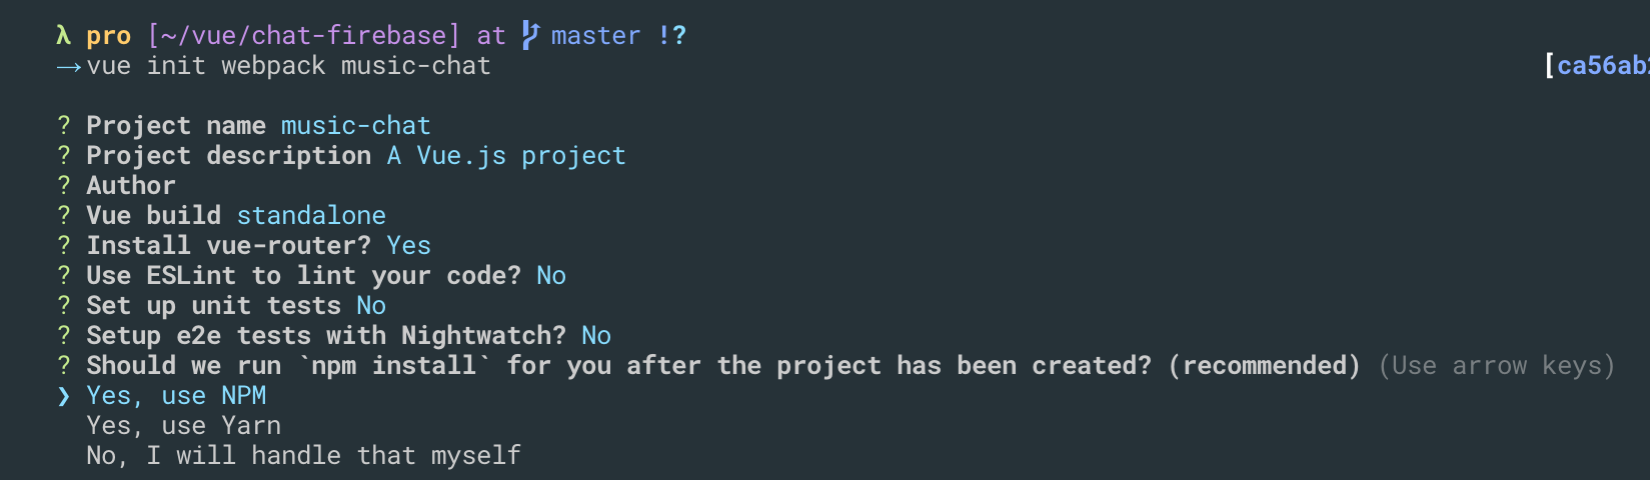 λ pro [~/vue/chat-firebase] at master !?
→ vue init webpack music-chat [ca56ab
? Project name music-chat
? Project description A Vue.js project
? Author
? Vue build standalone
? Install vue-router? Yes
? Use ESLint to lint your code? No
? Set up unit tests No
? Setup e2e tests with Nightwatch? No
? Should we run `npm install` for you after the project has been created? (recommended) (Use arrow keys)
❯ Yes, use NPM
Yes, use Yarn
No, I will handle that myself